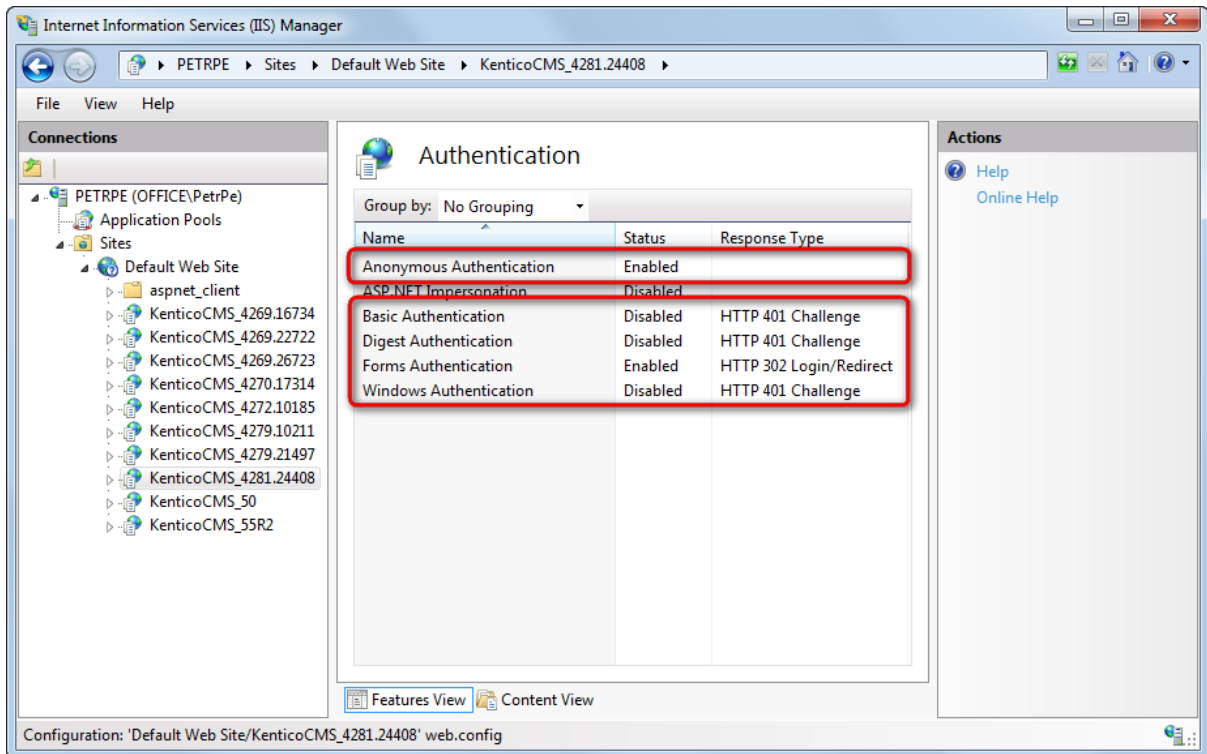 Internet Information Services (IIS) Manager
PETRPE Sites Default Web Site KenticoCMS_4281.24408
File View Help
Connections
PETRPE (OFFICE\PetrPe)
Application Pools
Sites
Default Web Site
aspnet_client
KenticoCMS_4269.16734
KenticoCMS_4269.22722
KenticoCMS_4269.26723
KenticoCMS_4270.17314
KenticoCMS_4272.10185
KenticoCMS_4279.10211
KenticoCMS_4279.21497
KenticoCMS_4281.24408
KenticoCMS_50
KenticoCMS_55R2
Authentication
Group by: No Grouping
Name Status Response Type
Anonymous Authentication Enabled
ASP.NET Impersonation Disabled
Basic Authentication Disabled HTTP 401 Challenge
Digest Authentication Disabled HTTP 401 Challenge
Forms Authentication Enabled HTTP 302 Login/Redirect
Windows Authentication Disabled HTTP 401 Challenge
Features View Content View
Actions
Help
Online Help
Configuration: 'Default Web Site/KenticoCMS_4281.24408' web.config